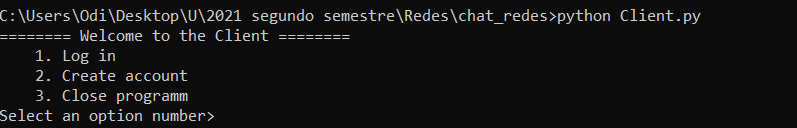 C:\Users\Odi\Desktop\U\2021 segundo semestre\Redes\chat_redes>python Client.py
======== Welcome to the Client ========
    1. Log in
    2. Create account
    3. Close programm
Select an option number>